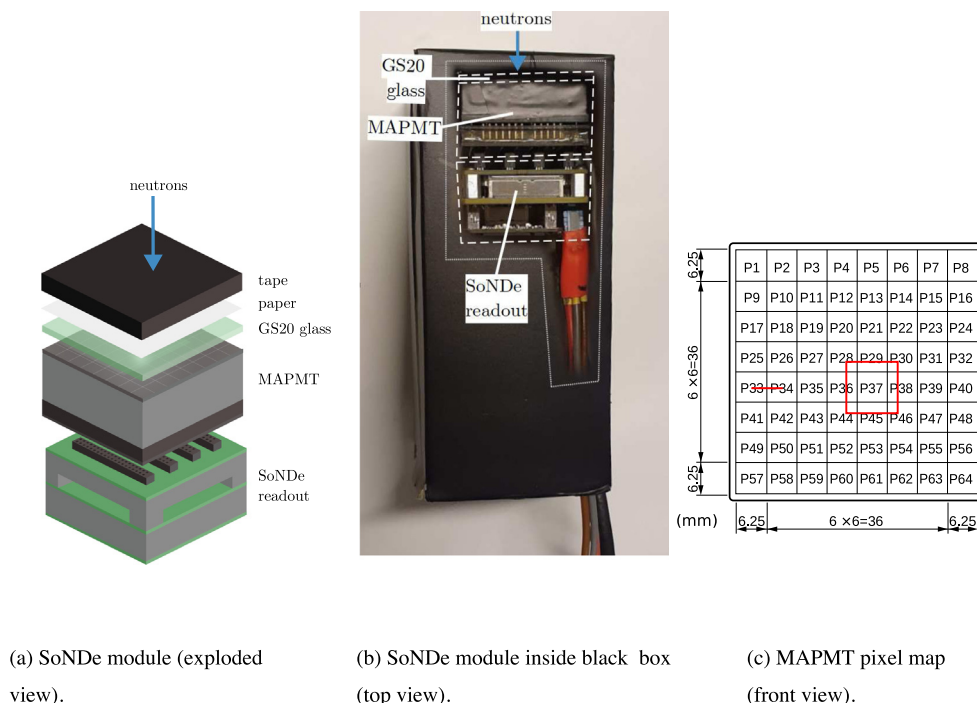 neutrons
tape
paper
GS20 glass
MAPMT
SoNDe
readout
neutrons
GS20
glass
MAPMT
SoNDe
readout
6.25
6×6=36
6.25
P1 P2 P3 P4 P5 P6 P7 P8
P9 P10 P11 P12 P13 P14 P15 P16
P17 P18 P19 P20 P21 P22 P23 P24
P25 P26 P27 P28 P29 P30 P31 P32
P33 P34 P35 P36 P37 P38 P39 P40
P41 P42 P43 P44 P45 P46 P47 P48
P49 P50 P51 P52 P53 P54 P55 P56
P57 P58 P59 P60 P61 P62 P63 P64
(mm) 6.25 6×6=36 6.25
(a) SoNDe module (exploded
view).
(b) SoNDe module inside black box
(top view).
(c) MAPMT pixel map
(front view).